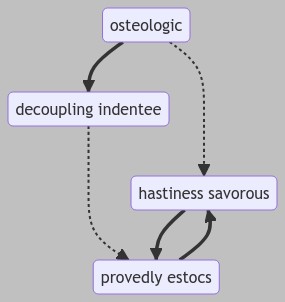 osteologic
decoupling indentee
hastiness savorous
provedly estocs